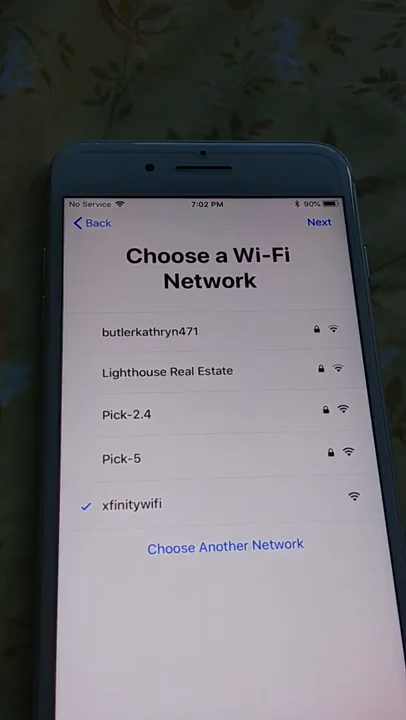 No Service 7:02 PM 90%
Back Next
Choose a Wi-Fi
Network
butlerkathryn471
Lighthouse Real Estate
Pick-2.4
Pick-5
xfinitywifi
Choose Another Network